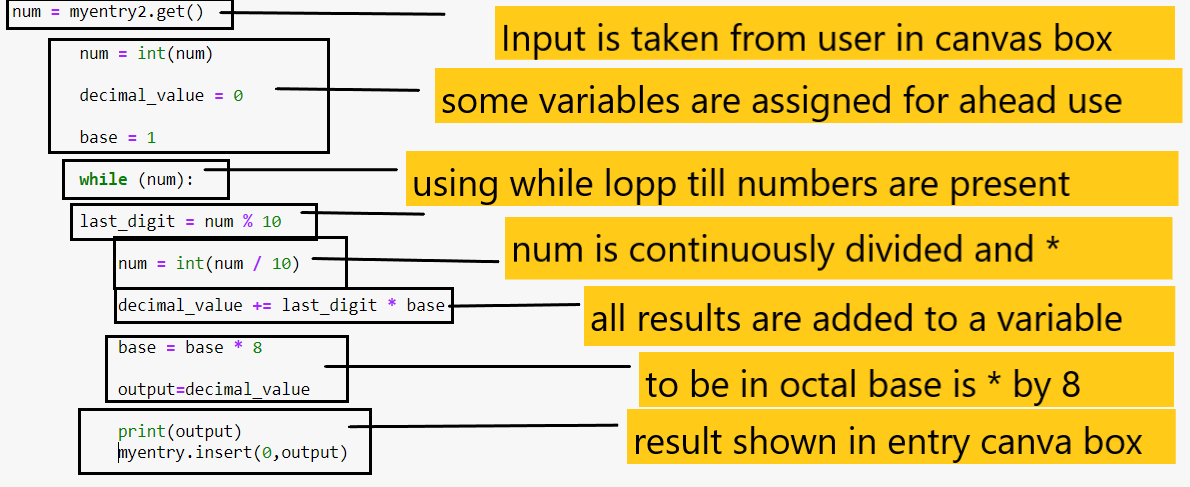 num = myentry2.get()
Input is taken from user in canvas box
num = int(num)
decimal_value = 0
some variables are assigned for ahead use
base = 1
while (num):
using while lopp till numbers are present
last_digit = num % 10
num is continuously divided and *
num = int(num / 10)
decimal_value += last_digit * base
all results are added to a variable
base = base * 8
to be in octal base is * by 8
output=decimal_value
print(output)
result shown in entry canva box
myentry.insert(0,output)